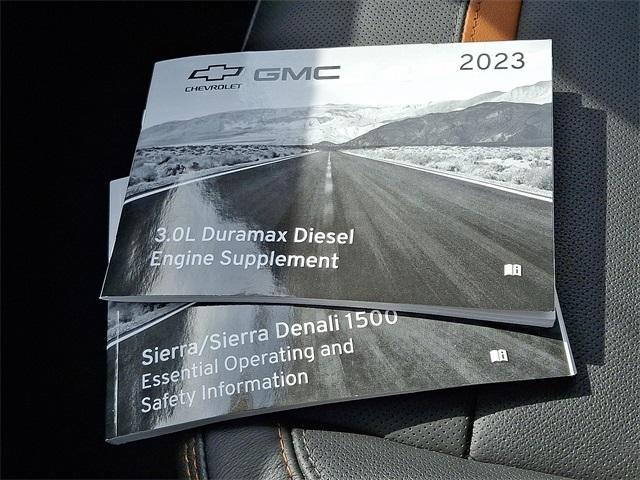 CHEVROLET GMC 2023
3.0L Duramax Diesel
Engine Supplement
Sierra/Sierra Denali 1500
Essential Operating and
Safety Information